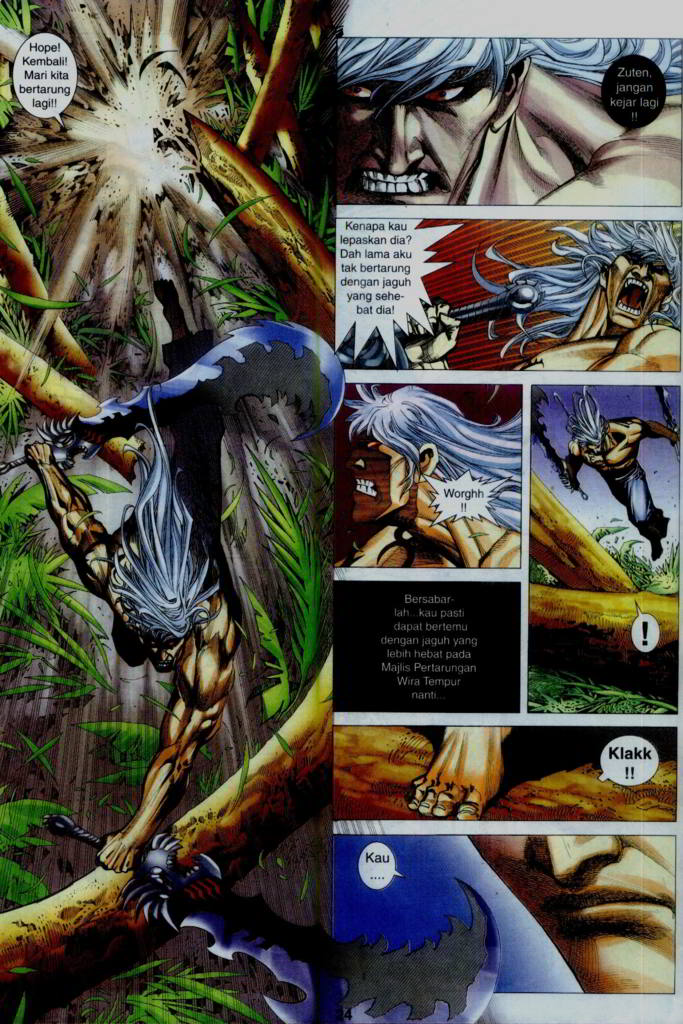 Hope!
Kembali!
Mari kita
bertarung
lagi!!
Zuten,
jangan
kejar lagi
!!
Kenapa kau
lepaskan dia?
Dah lama aku
tak bertarung
dengan jaguh
yang sehe-
bat dia!
Worghh
!!
!
Bersabar-
lah...kau pasti
dapat bertemu
dengan jaguh yang
lebih hebat pada
Majlis Pertarungan
Wira Tempur
nanti...
Klakk
!!
Kau
....
34